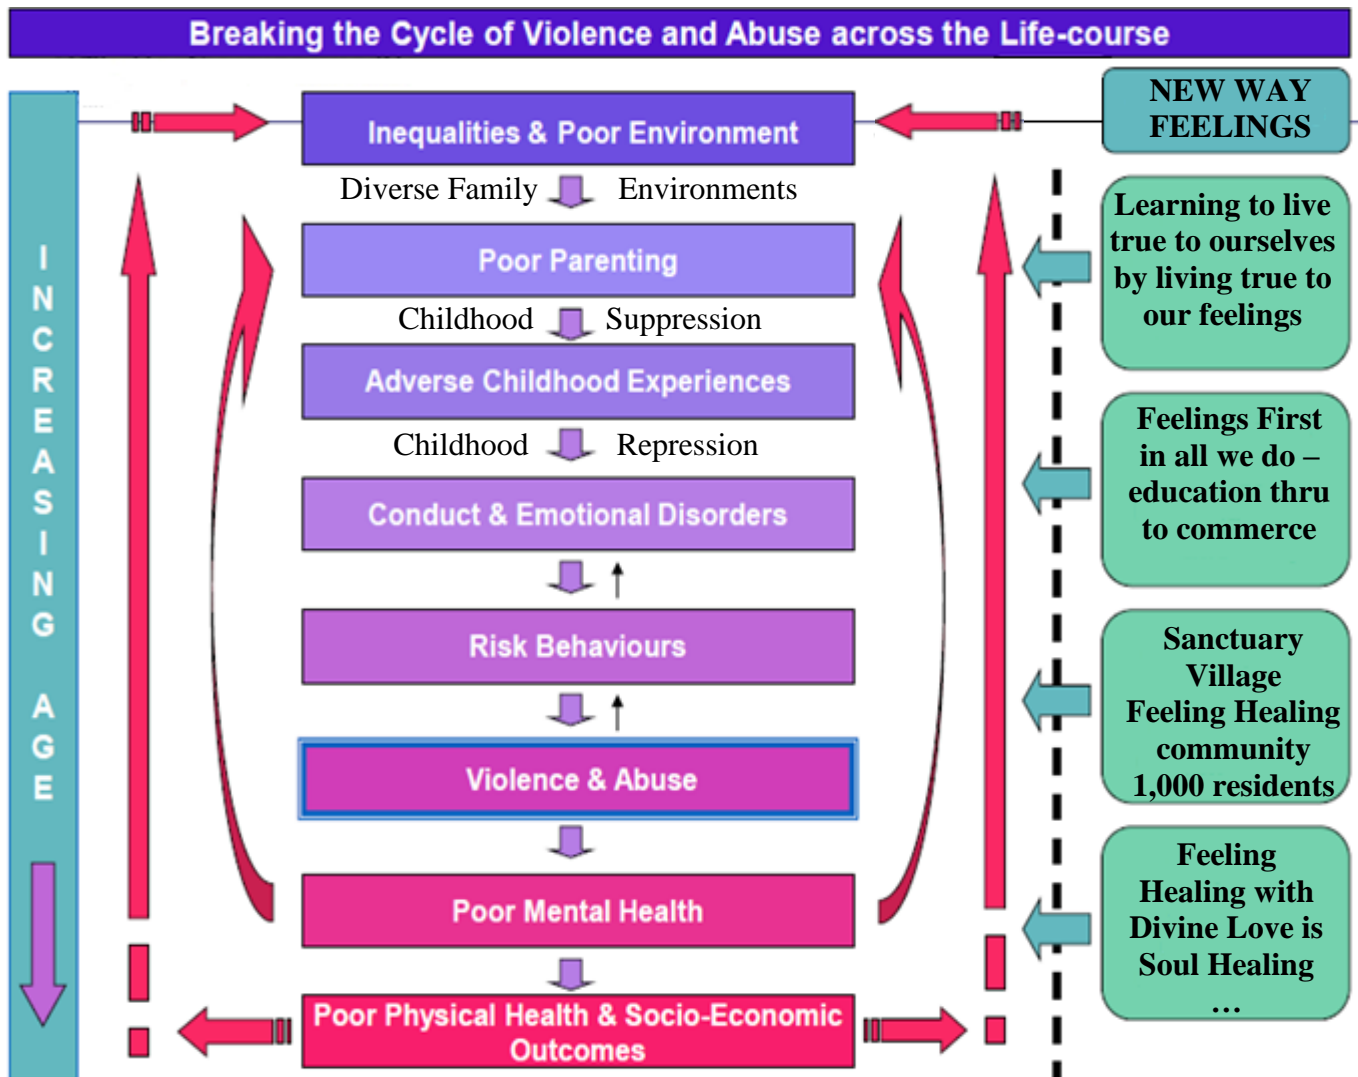 Breaking the Cycle of Violence and Abuse across the Life-course
INCREASING AGE
Inequalities & Poor Environment
Diverse Family Environments
Poor Parenting
Childhood Suppression
Adverse Childhood Experiences
Childhood Repression
Conduct & Emotional Disorders
Risk Behaviours
Violence & Abuse
Poor Mental Health
Poor Physical Health & Socio-Economic
Outcomes
NEW WAY
FEELINGS
Learning to live
true to ourselves
by living true to
our feelings
Feelings First
in all we do –
education thru
to commerce
Sanctuary
Village
Feeling Healing
community
1,000 residents
Feeling
Healing with
Divine Love is
Soul Healing
…